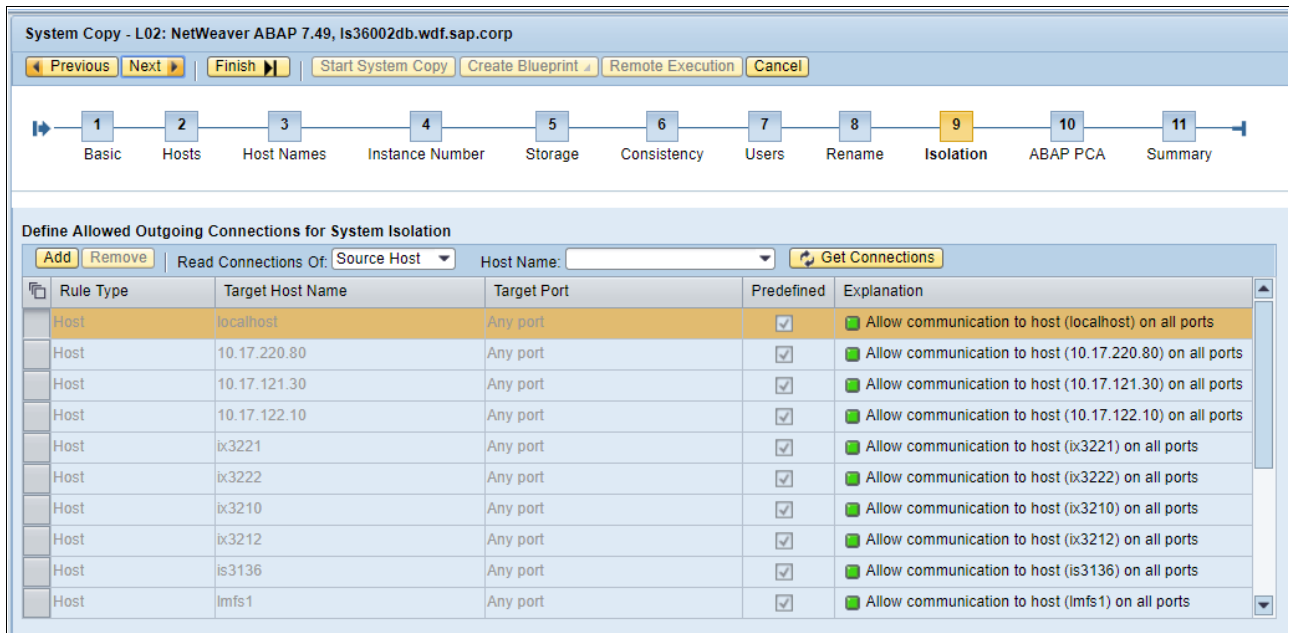 System Copy - L02: NetWeaver ABAP 7.49, ls36002db.wdf.sap.corp
Previous Next Finish Start System Copy Create Blueprint Remote Execution Cancel
1 2 3 4 5 6 7 8 9 10 11
Basic Hosts Host Names Instance Number Storage Consistency Users Rename Isolation ABAP PCA Summary
Define Allowed Outgoing Connections for System Isolation
Add Remove Read Connections Of: Source Host Host Name: Get Connections
Rule Type Target Host Name Target Port Predefined Explanation
Host localhost Any port Allow communication to host (localhost) on all ports
Host 10.17.220.80 Any port Allow communication to host (10.17.220.80) on all ports
Host 10.17.121.30 Any port Allow communication to host (10.17.121.30) on all ports
Host 10.17.122.10 Any port Allow communication to host (10.17.122.10) on all ports
Host ix3221 Any port Allow communication to host (ix3221) on all ports
Host ix3222 Any port Allow communication to host (ix3222) on all ports
Host ix3210 Any port Allow communication to host (ix3210) on all ports
Host ix3212 Any port Allow communication to host (ix3212) on all ports
Host is3136 Any port Allow communication to host (is3136) on all ports
Host lmfs1 Any port Allow communication to host (lmfs1) on all ports